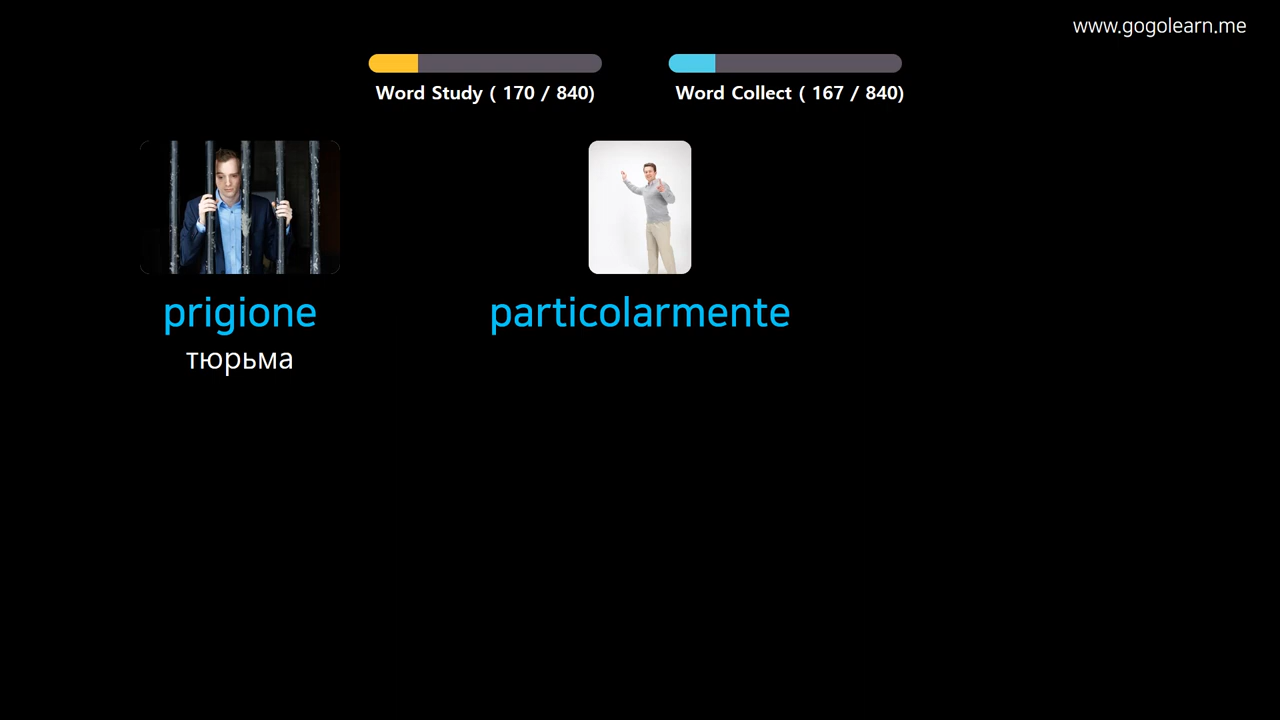 www.gogolearn.me
Word Study ( 170 / 840)
Word Collect ( 167 / 840)
prigione
particolarmente
тюрьма